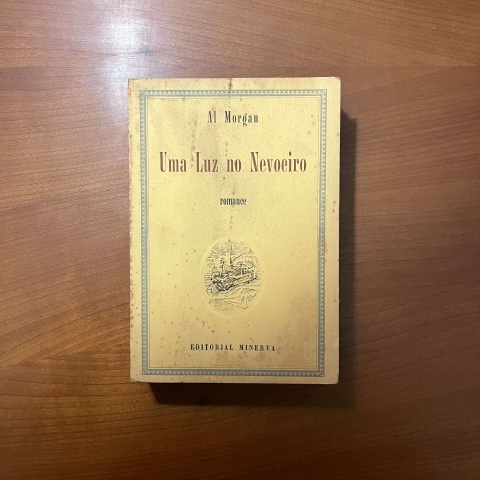 Al Morgan
Uma Luz no Nevoeiro
romance
EDITORIAL MINERVA